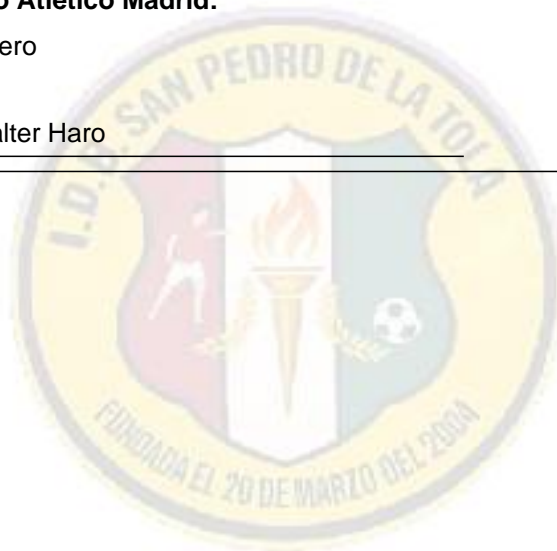 o Atlético Madrid:
ero
alter Haro
SAN PEDRO DE LA TOLA
FUNDADA EL 20 DE MARZO DEL 2004